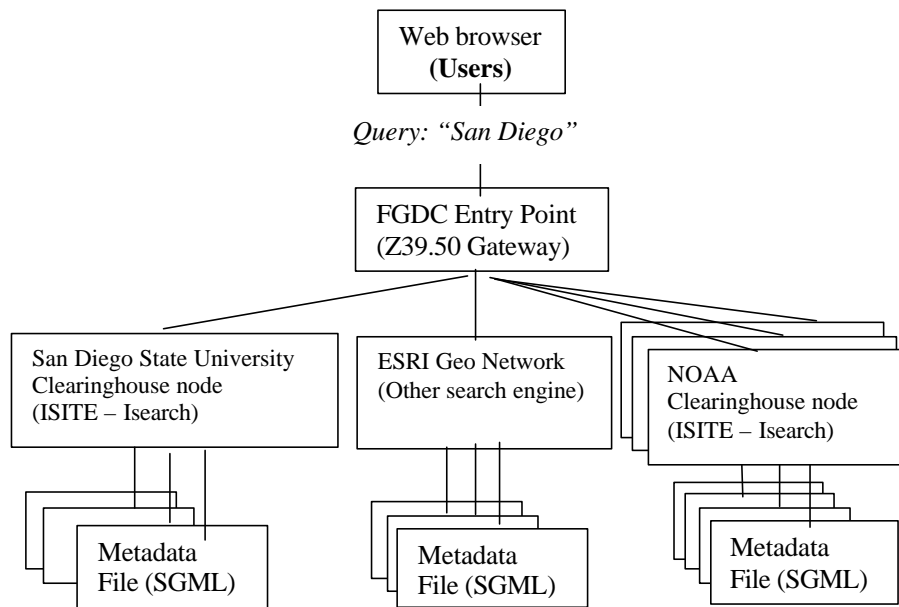 Web browser
(Users)
Query: “San Diego”
FGDC Entry Point
(Z39.50 Gateway)
San Diego State University
Clearinghouse node
(ISITE – Isearch)
ESRI Geo Network
(Other search engine)
NOAA
Clearinghouse node
(ISITE – Isearch)
Metadata
File (SGML)
Metadata
File (SGML)
Metadata
File (SGML)